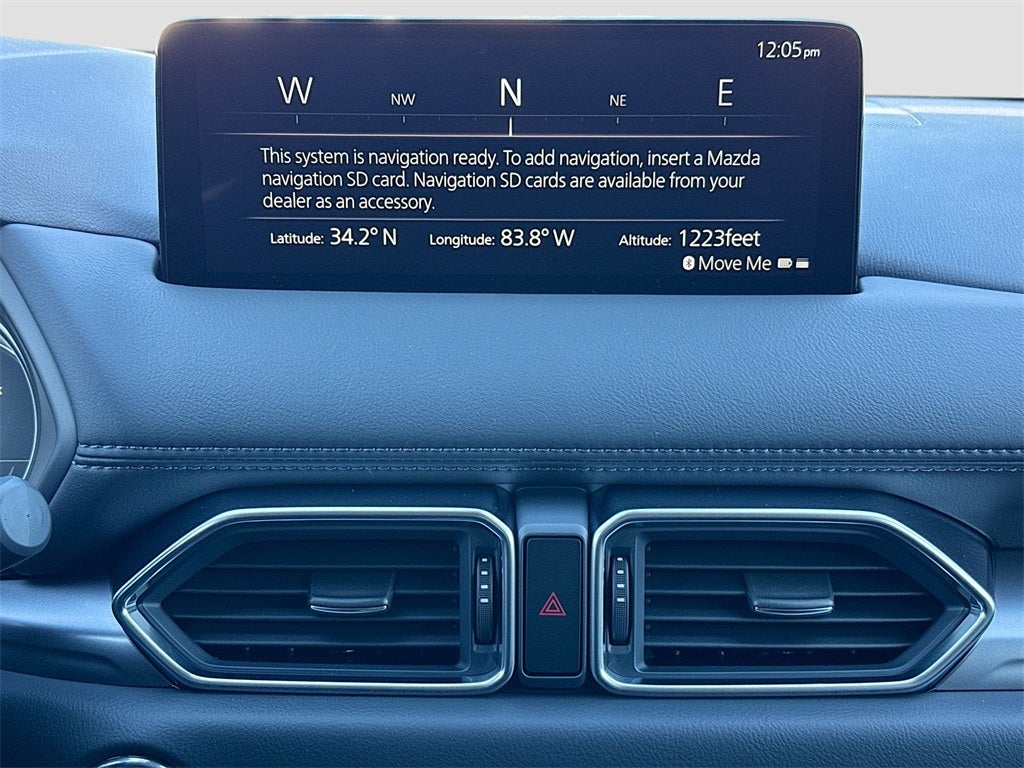 12:05pm
W NW N NE E
This system is navigation ready. To add navigation, insert a Mazda
navigation SD card. Navigation SD cards are available from your
dealer as an accessory.
Latitude: 34.2° N Longitude: 83.8° W Altitude: 1223feet
Move Me